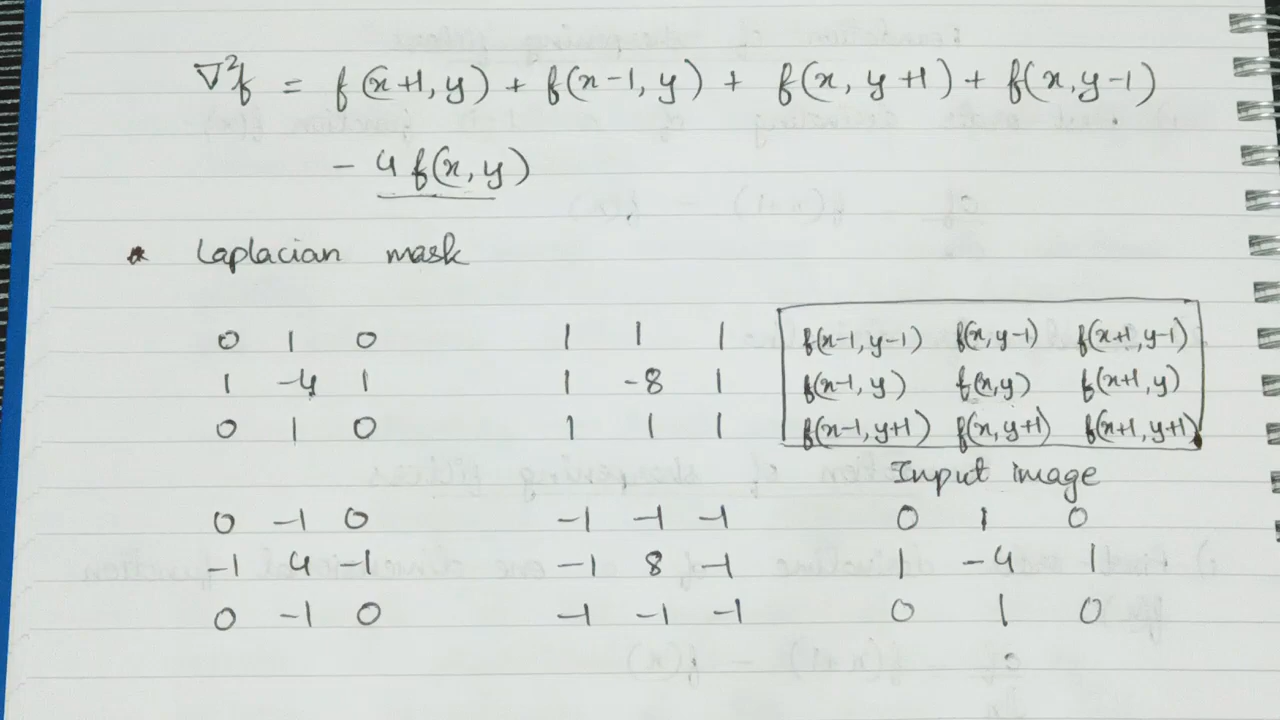 ∇²f = f(x+1, y) + f(x-1, y) + f(x, y+1) + f(x, y-1)
- 4 f(x, y)
* Laplacian mask
0 1 0 1 1 1 f(x-1, y-1) f(x, y-1) f(x+1, y-1)
1 -4 1 1 -8 1 f(x-1, y) f(x, y) f(x+1, y)
0 1 0 1 1 1 f(x-1, y+1) f(x, y+1) f(x+1, y+1)
Input image
0 -1 0 -1 -1 -1 0 1 0
-1 4 -1 -1 8 -1 1 -4 1
0 -1 0 -1 -1 -1 0 1 0